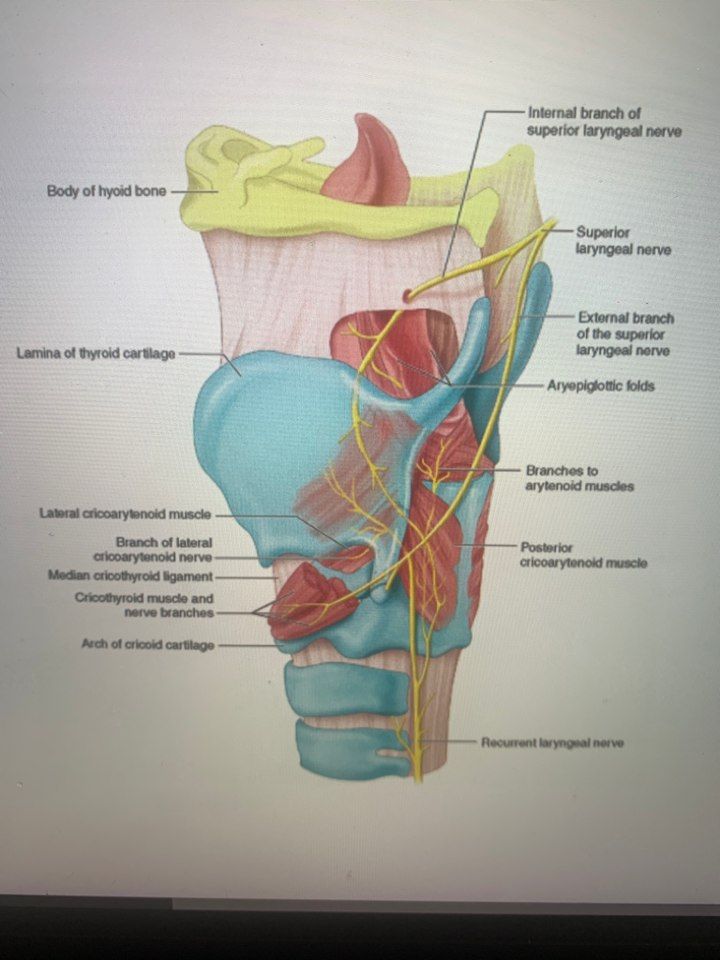 Internal branch of
superior laryngeal nerve
Body of hyoid bone
Superior
laryngeal nerve
External branch
of the superior
laryngeal nerve
Lamina of thyroid cartilage
Aryepiglottic folds
Branches to
arytenoid muscles
Lateral cricoarytenoid muscle
Branch of lateral
cricoarytenoid nerve
Posterior
cricoarytenoid muscle
Median cricothyroid ligament
Cricothyroid muscle and
nerve branches
Arch of cricoid cartilage
Recurrent laryngeal nerve